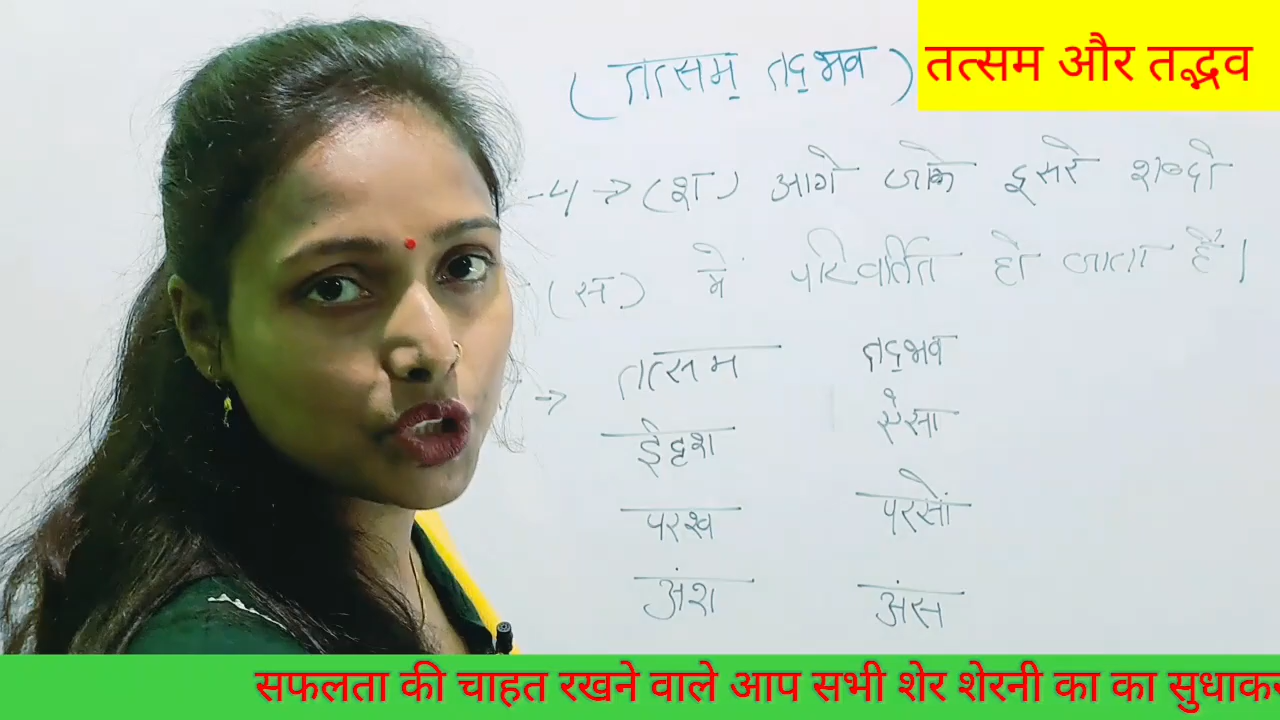 तत्सम और तद्भव
(तत्सम् तद्भव)
-4 → (श) आगे जाके दुसरे शब्दो
(स) में परिवर्तित हो जाता है।
→ तत्सम तद्भव
ईदृश ऐसा
परश्व परसों
अंश अंस
सफलता की चाहत रखने वाले आप सभी शेर शेरनी का का सुधाकर